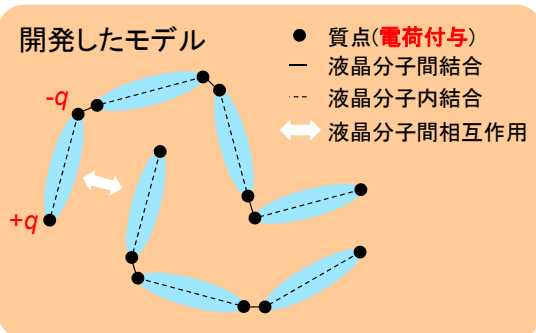 開発したモデル
質点(電荷付与)
液晶分子間結合
液晶分子内結合
液晶分子間相互作用
-q
+q